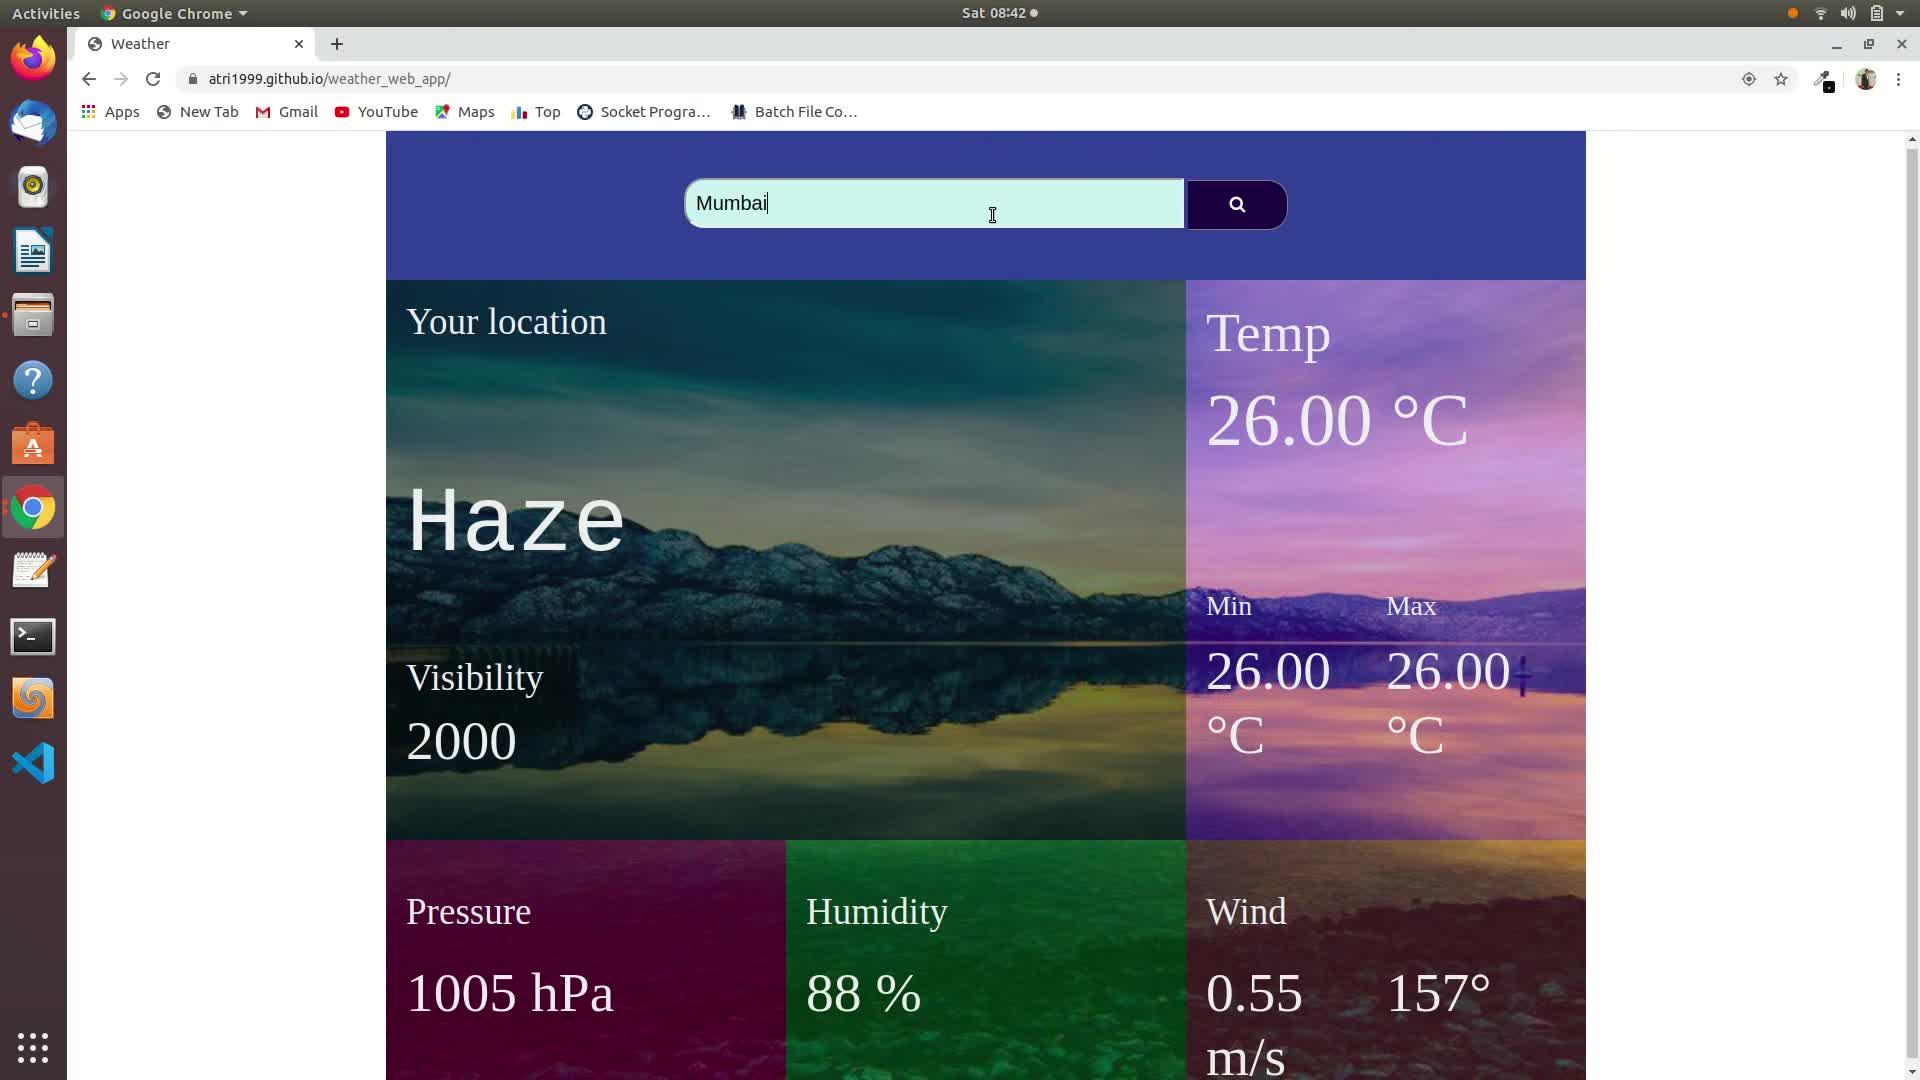 Activities Google Chrome Sat 08:42
Weather
atri1999.github.io/weather_web_app/
Apps New Tab Gmail YouTube Maps Top Socket Progra… Batch File Co…
Mumbai
Your location
Temp
26.00 °C
Haze
Min Max
26.00 26.00
°C °C
Visibility
2000
Pressure Humidity Wind
1005 hPa 88 % 0.55 157°
m/s